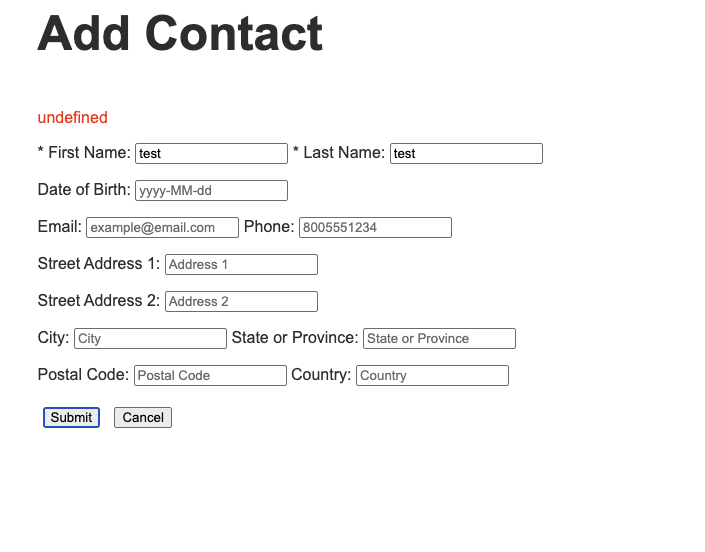 Add Contact
undefined
* First Name: test * Last Name: test
Date of Birth: yyyy-MM-dd
Email: example@email.com Phone: 8005551234
Street Address 1: Address 1
Street Address 2: Address 2
City: City State or Province: State or Province
Postal Code: Postal Code Country: Country
Submit Cancel